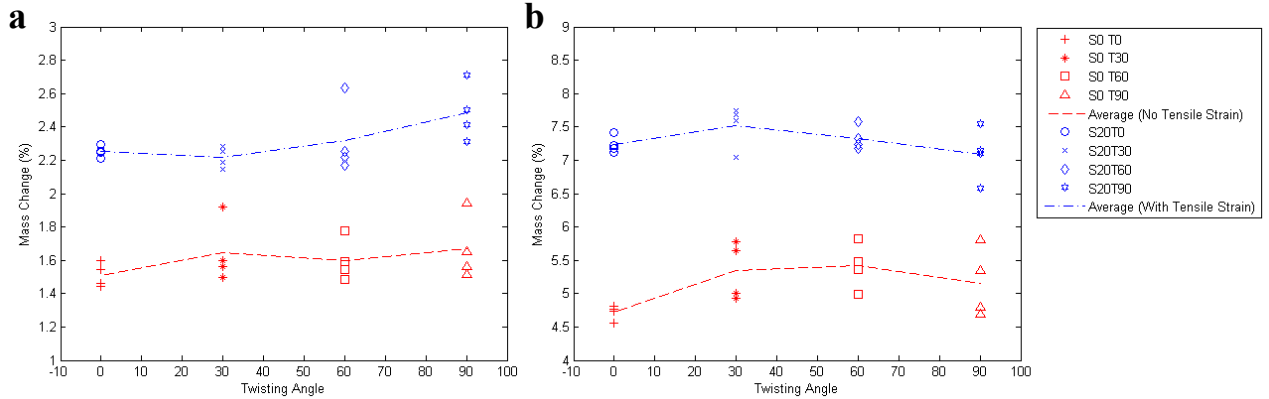 a
3
2.8
2.6
2.4
2.2
2
1.8
1.6
1.4
1.2
1
Mass Change (%)
-10 0 10 20 30 40 50 60 70 80 90 100
Twisting Angle
b
9
8.5
8
7.5
7
6.5
6
5.5
5
4.5
4
Mass Change (%)
-10 0 10 20 30 40 50 60 70 80 90 100
Twisting Angle
S0 T0
S0 T30
S0 T60
S0 T90
Average (No Tensile Strain)
S20T0
S20T30
S20T60
S20T90
Average (With Tensile Strain)